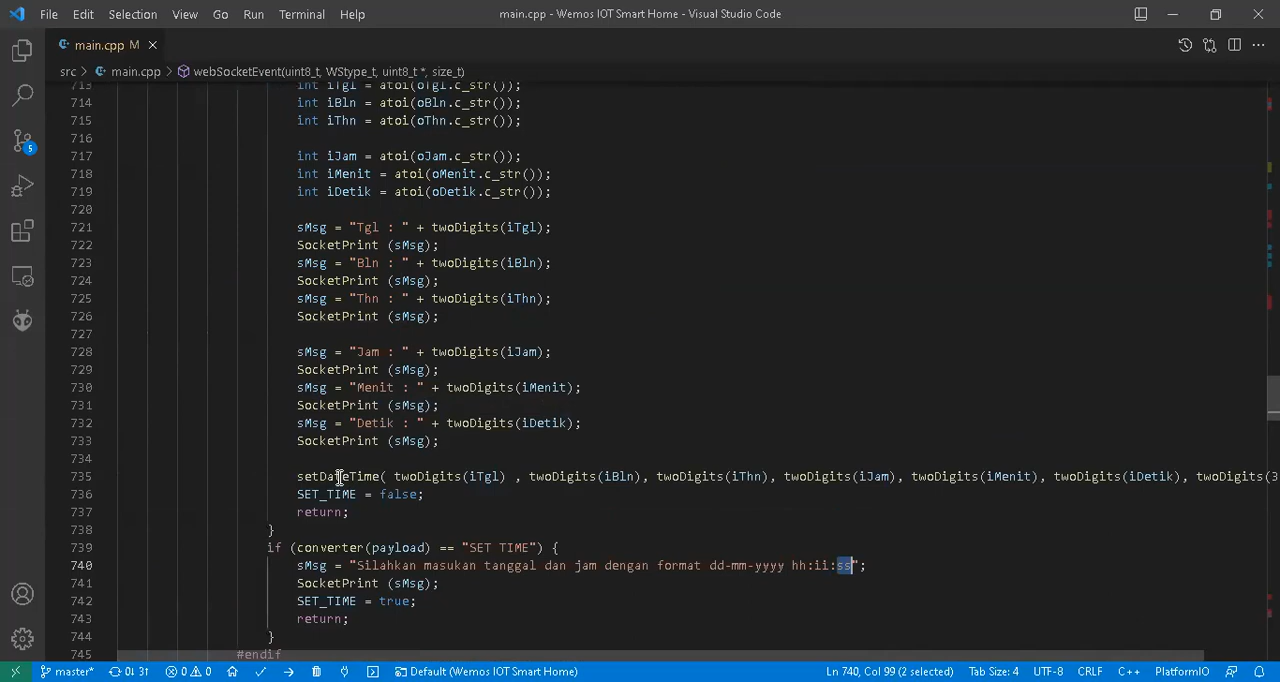 File Edit Selection View Go Run Terminal Help main.cpp - Wemos IOT Smart Home - Visual Studio Code
main.cpp M
src > main.cpp > webSocketEvent(uint8_t, WStype_t, uint8_t *, size_t)
713 int iTgl = atoi(oTgl.c_str());
714 int iBln = atoi(oBln.c_str());
715 int iThn = atoi(oThn.c_str());
716
717 int iJam = atoi(oJam.c_str());
718 int iMenit = atoi(oMenit.c_str());
719 int iDetik = atoi(oDetik.c_str());
720
721 sMsg = "Tgl : " + twoDigits(iTgl);
722 SocketPrint (sMsg);
723 sMsg = "Bln : " + twoDigits(iBln);
724 SocketPrint (sMsg);
725 sMsg = "Thn : " + twoDigits(iThn);
726 SocketPrint (sMsg);
727
728 sMsg = "Jam : " + twoDigits(iJam);
729 SocketPrint (sMsg);
730 sMsg = "Menit : " + twoDigits(iMenit);
731 SocketPrint (sMsg);
732 sMsg = "Detik : " + twoDigits(iDetik);
733 SocketPrint (sMsg);
734
735 setDateTime( twoDigits(iTgl) , twoDigits(iBln), twoDigits(iThn), twoDigits(iJam), twoDigits(iMenit), twoDigits(iDetik), twoDigits(3
736 SET_TIME = false;
737 return;
738 }
739 if (converter(payload) == "SET TIME") {
740 sMsg = "Silahkan masukan tanggal dan jam dengan format dd-mm-yyyy hh:ii:ss";
741 SocketPrint (sMsg);
742 SET_TIME = true;
743 return;
744 }
745 #endif
5
master* 0↓ 3↑ 0 0 Default (Wemos IOT Smart Home) Ln 740, Col 99 (2 selected) Tab Size: 4 UTF-8 CRLF C++ PlatformIO